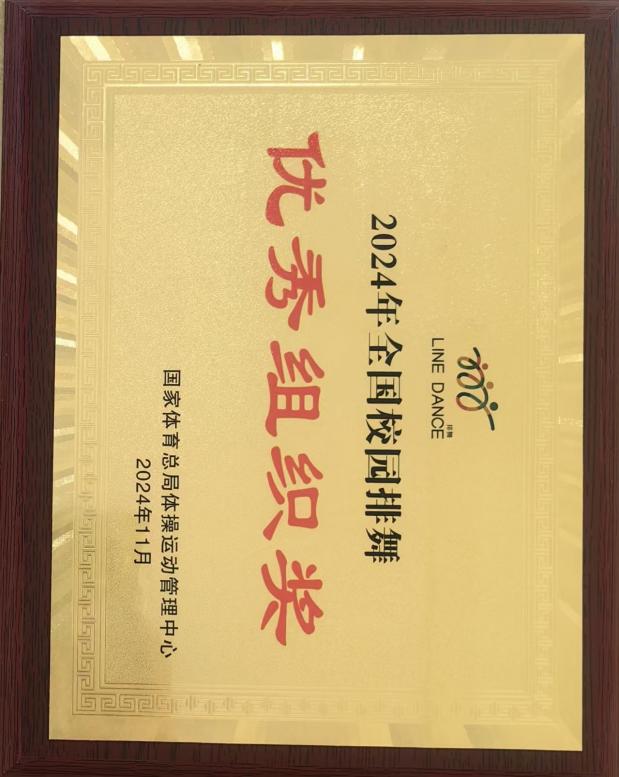 排舞
LINE DANCE
2024年全国校园排舞
优秀组织奖
国家体育总局体操运动管理中心
2024年11月